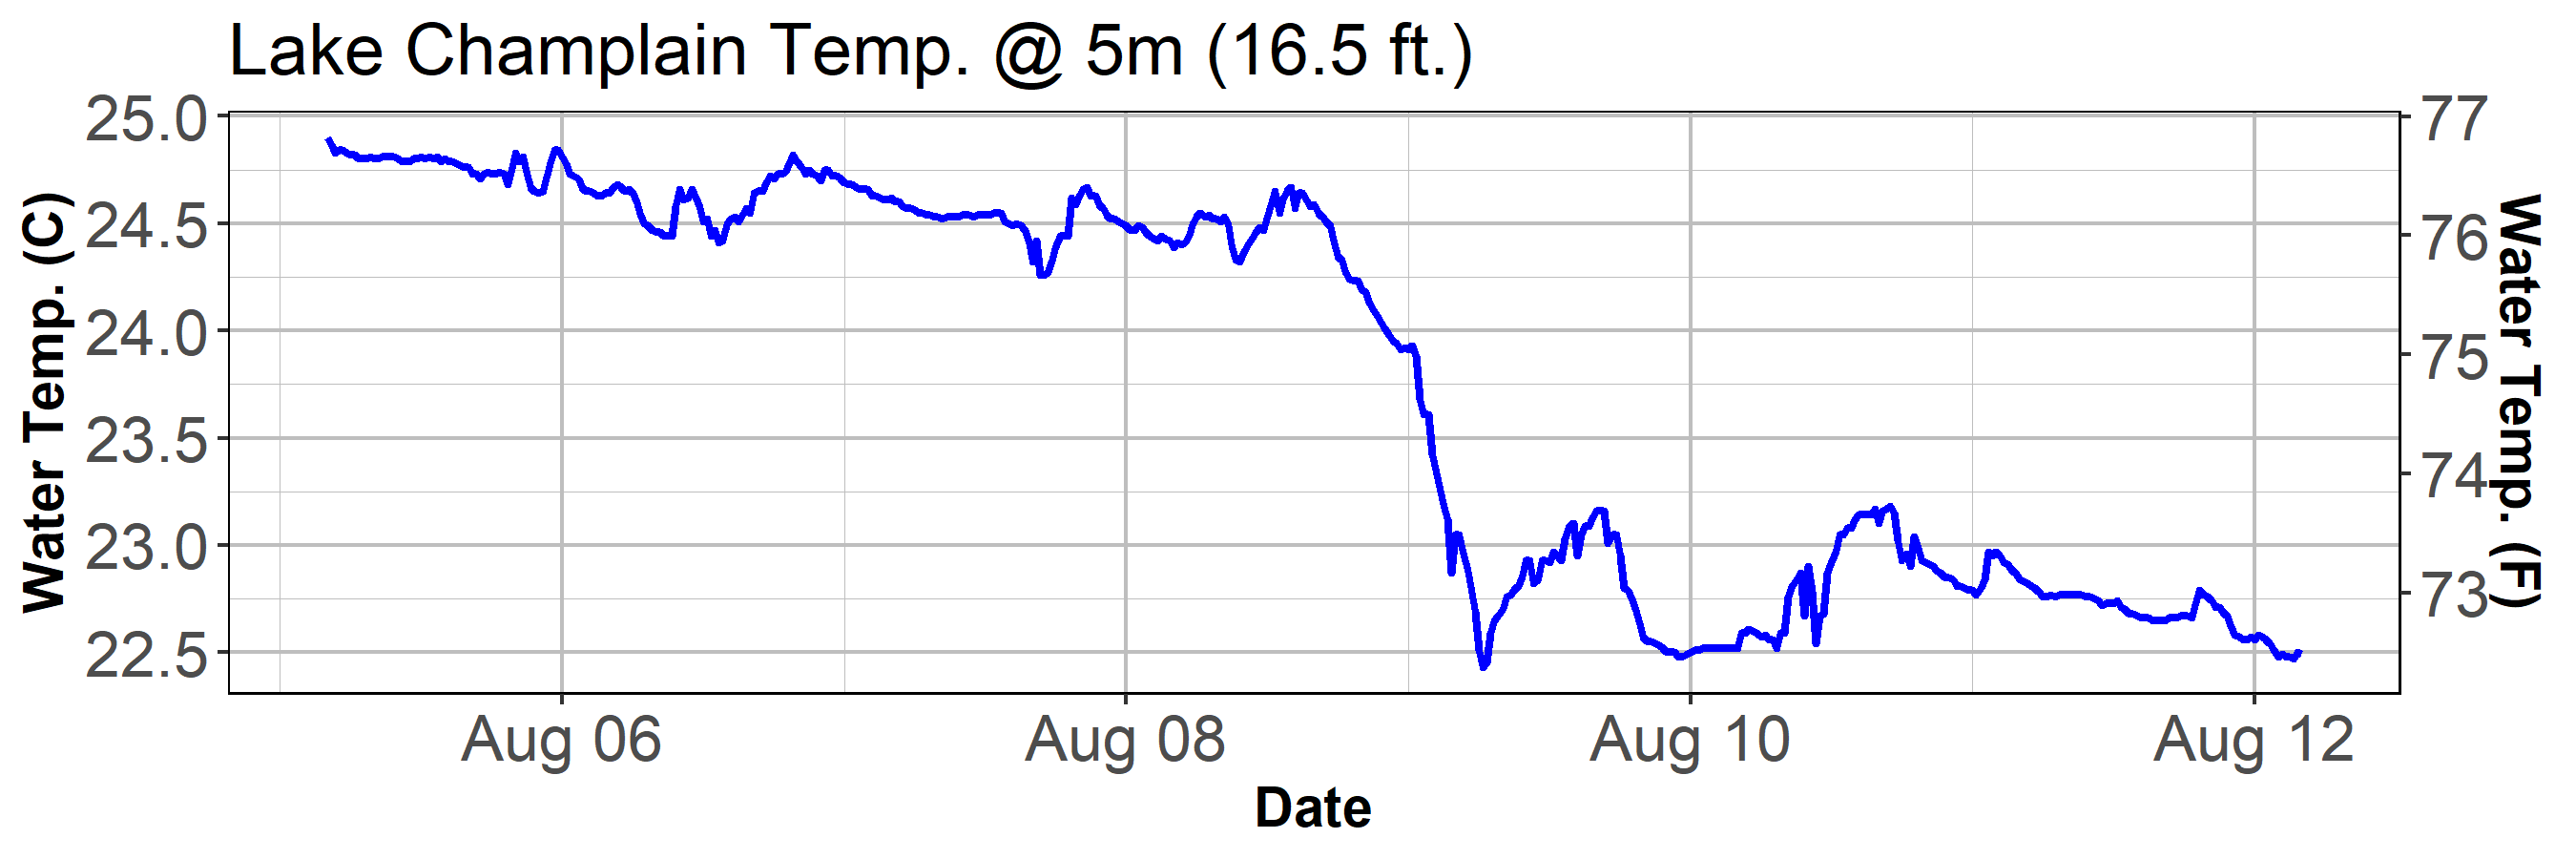 Lake Champlain Temp. @ 5m (16.5 ft.)
Water Temp. (C)
25.0
24.5
24.0
23.5
23.0
22.5
77
76
75
74
73
Water Temp. (F)
Aug 06
Aug 08
Aug 10
Aug 12
Date